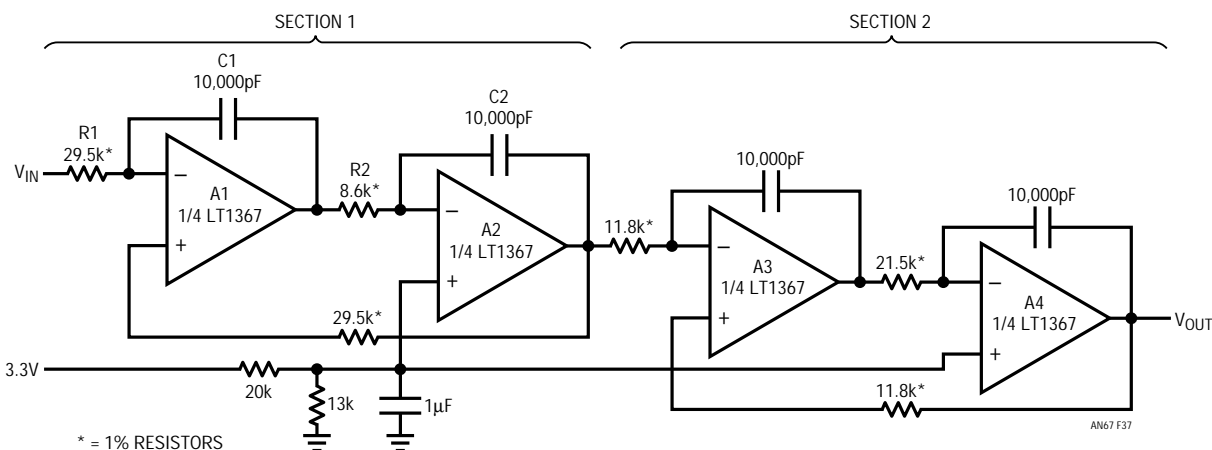 SECTION 1
SECTION 2
C1
10,000pF
C2
10,000pF
10,000pF
10,000pF
R1
29.5k*
VIN
R2
8.6k*
11.8k*
21.5k*
−
A1
1/4 LT1367
+
−
A2
1/4 LT1367
+
−
A3
1/4 LT1367
+
−
A4
1/4 LT1367
+
VOUT
29.5k*
11.8k*
3.3V
20k
13k
1µF
* = 1% RESISTORS
AN67 F37